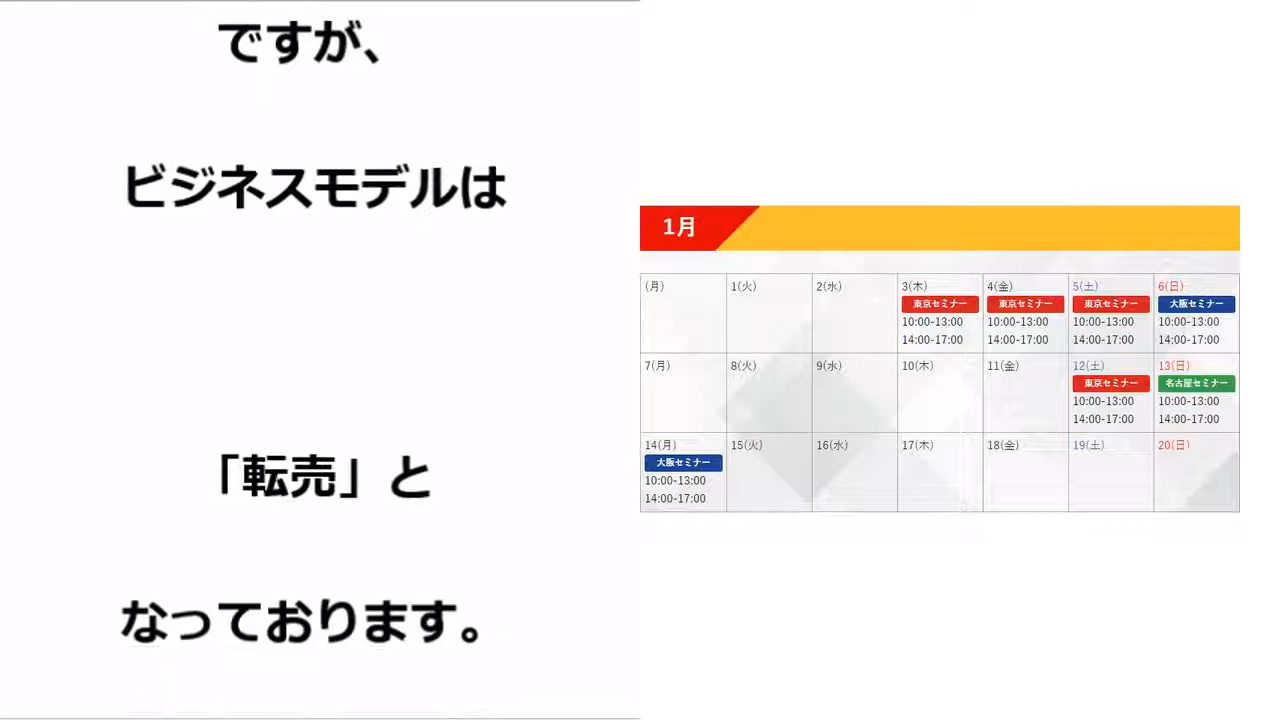 ですが、
ビジネスモデルは
「転売」と
なっております。
1月
(月) 1(火) 2(水) 3(木) 4(金) 5(土) 6(日)
東京セミナー 東京セミナー 東京セミナー 大阪セミナー
10:00-13:00 10:00-13:00 10:00-13:00 10:00-13:00
14:00-17:00 14:00-17:00 14:00-17:00 14:00-17:00
7(月) 8(火) 9(水) 10(木) 11(金) 12(土) 13(日)
東京セミナー 名古屋セミナー
10:00-13:00 10:00-13:00
14:00-17:00 14:00-17:00
14(月) 15(火) 16(水) 17(木) 18(金) 19(土) 20(日)
大阪セミナー
10:00-13:00
14:00-17:00